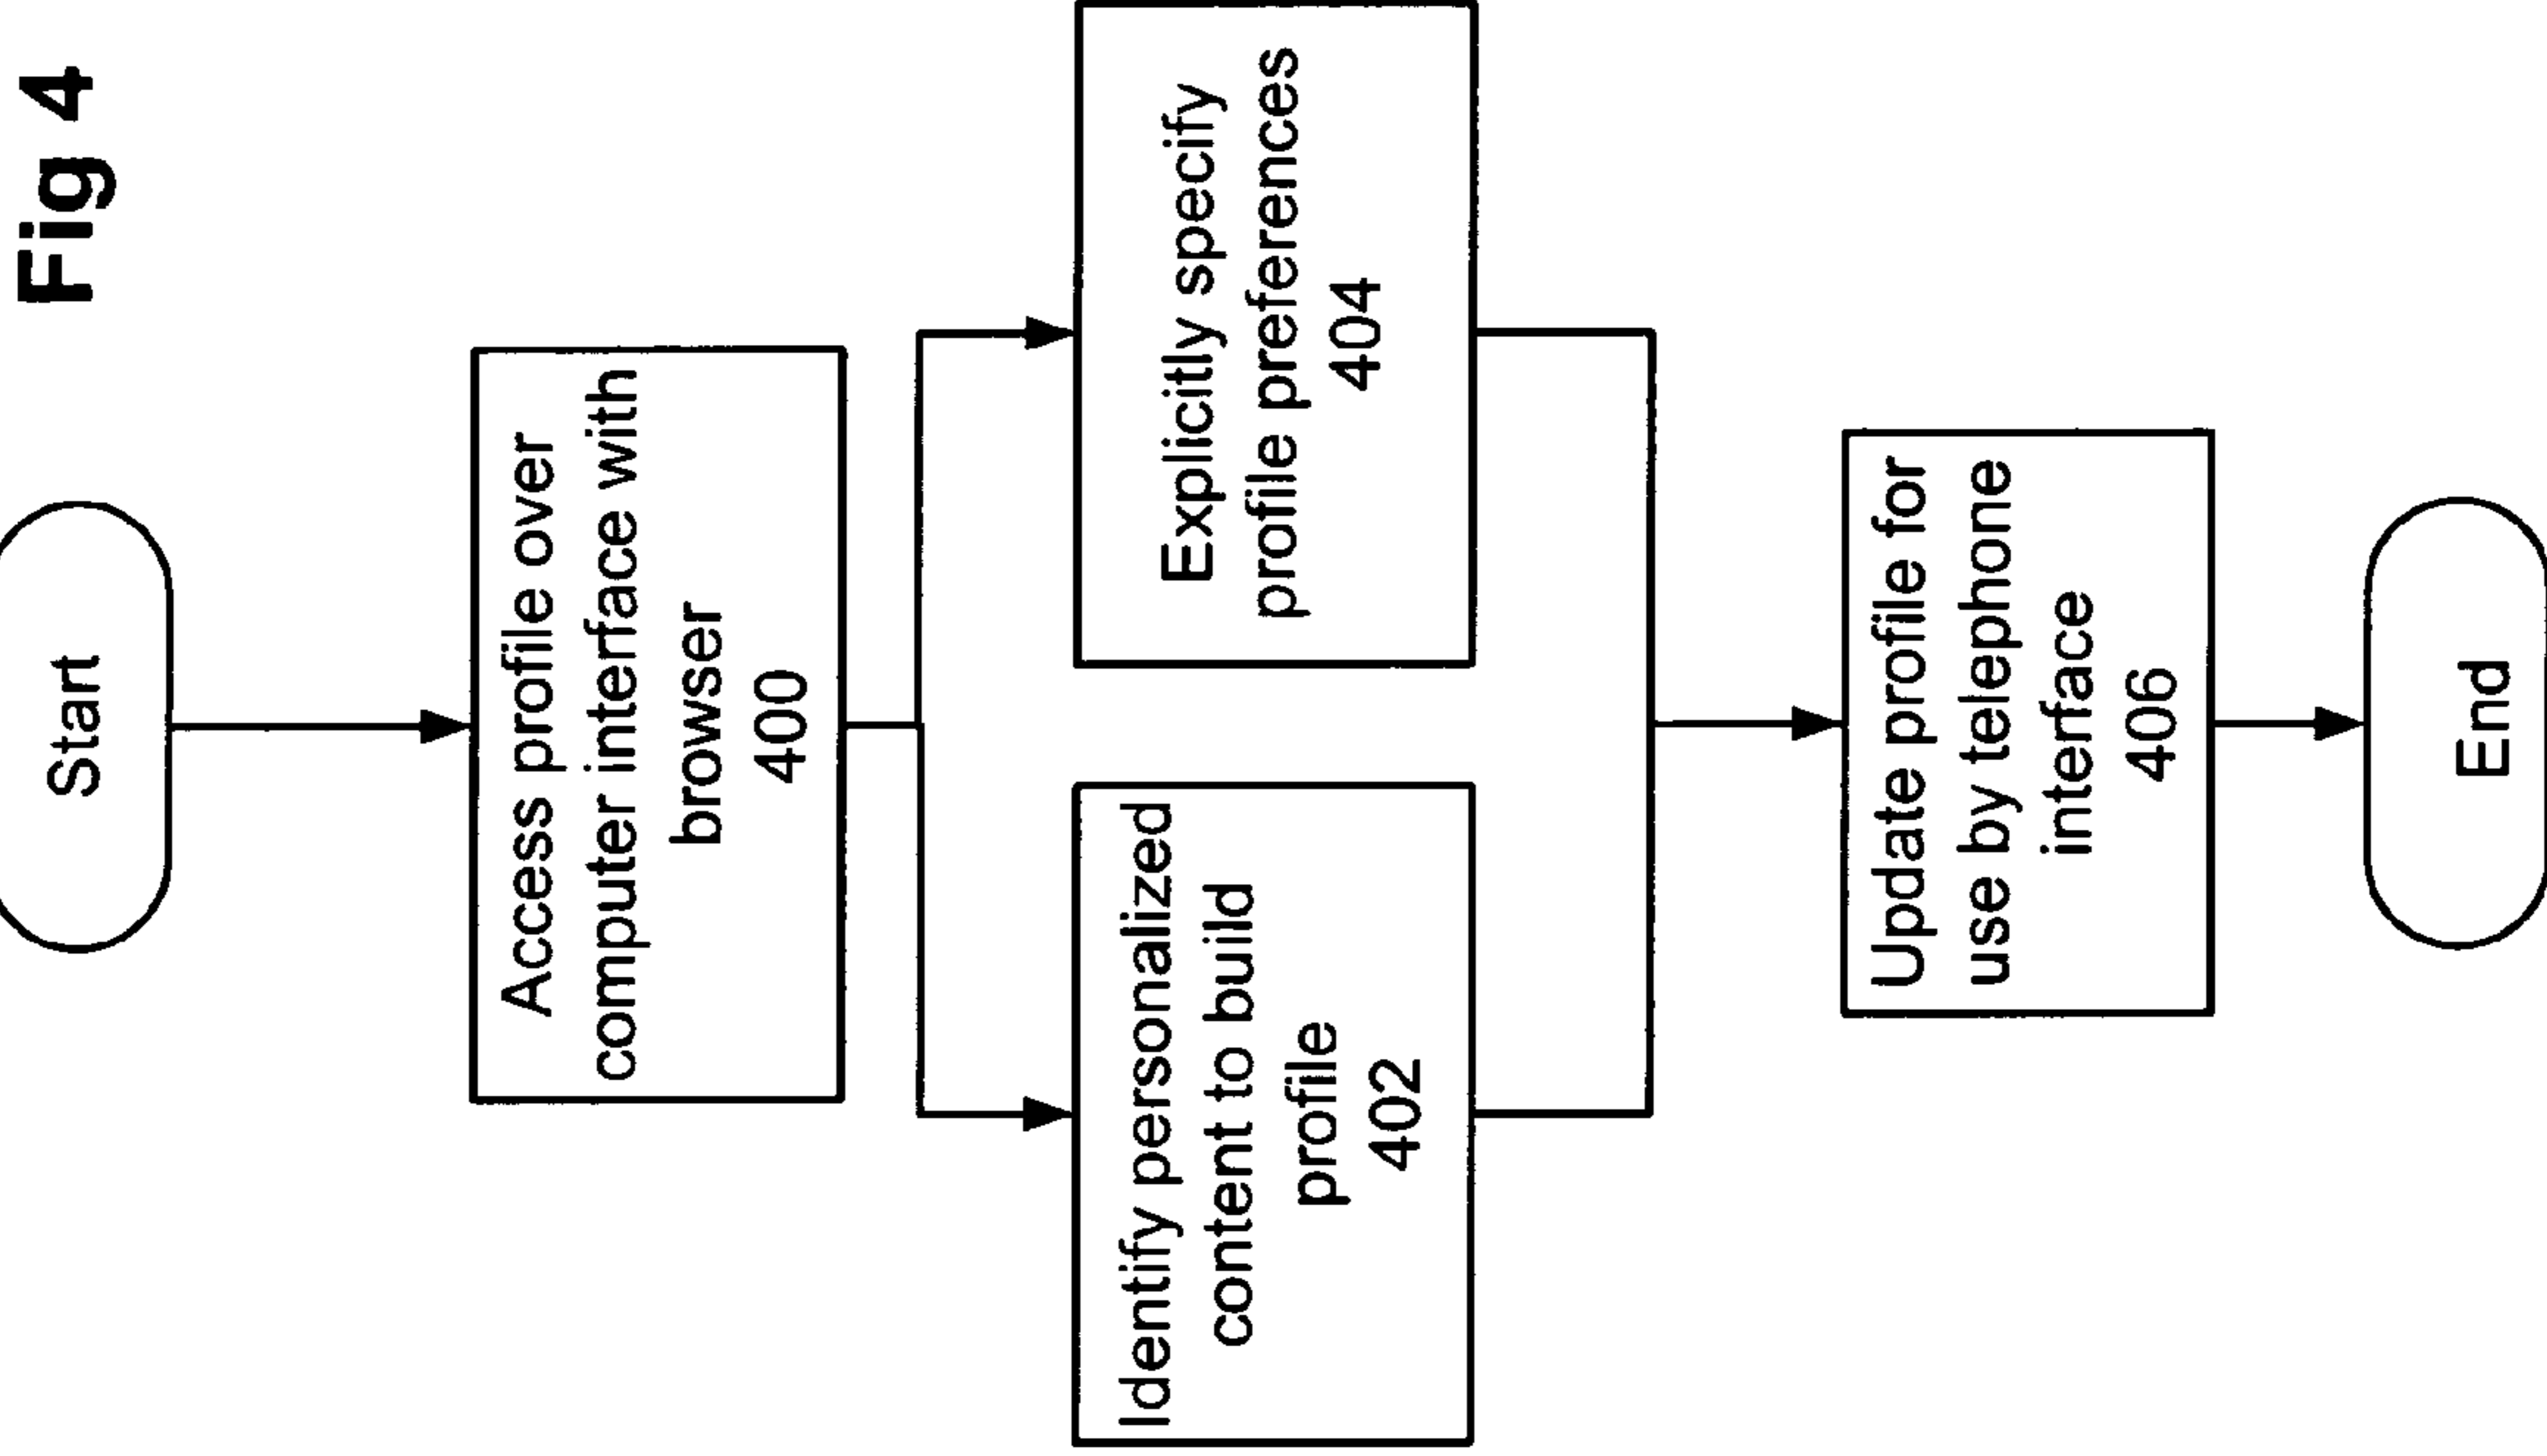 Fig 4
Start
Access profile over
computer interface with
browser
400
Identify personalized
content to build
profile
402
Explicitly specify
profile preferences
404
Update profile for
use by telephone
interface
406
End